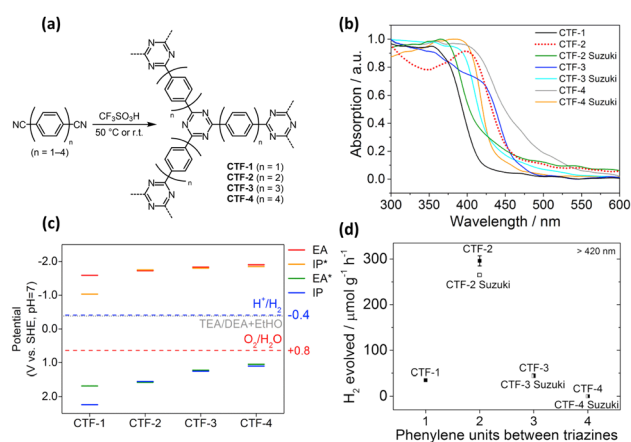 (a)
NC
CN
n
(n = 1–4)
CF3SO3H
50 °C or r.t.
N
n
CTF-1 (n = 1)
CTF-2 (n = 2)
CTF-3 (n = 3)
CTF-4 (n = 4)
(b)
Absorption / a.u.
1.0
0.8
0.6
0.4
0.2
0.0
300 350 400 450 500 550 600
Wavelength / nm
CTF-1
CTF-2
CTF-2 Suzuki
CTF-3
CTF-3 Suzuki
CTF-4
CTF-4 Suzuki
(c)
Potential
(V vs. SHE, pH=7)
-2.0
-1.0
0.0
1.0
2.0
EA
IP*
EA*
IP
H+/H2
-0.4
TEA/DEA+EtHO
O2/H2O
+0.8
CTF-1 CTF-2 CTF-3 CTF-4
(d)
> 420 nm
H2 evolved / μmol g-1 h-1
300
200
100
0
CTF-2
CTF-2 Suzuki
CTF-1
CTF-3
CTF-3 Suzuki
CTF-4
CTF-4 Suzuki
1 2 3 4
Phenylene units between triazines